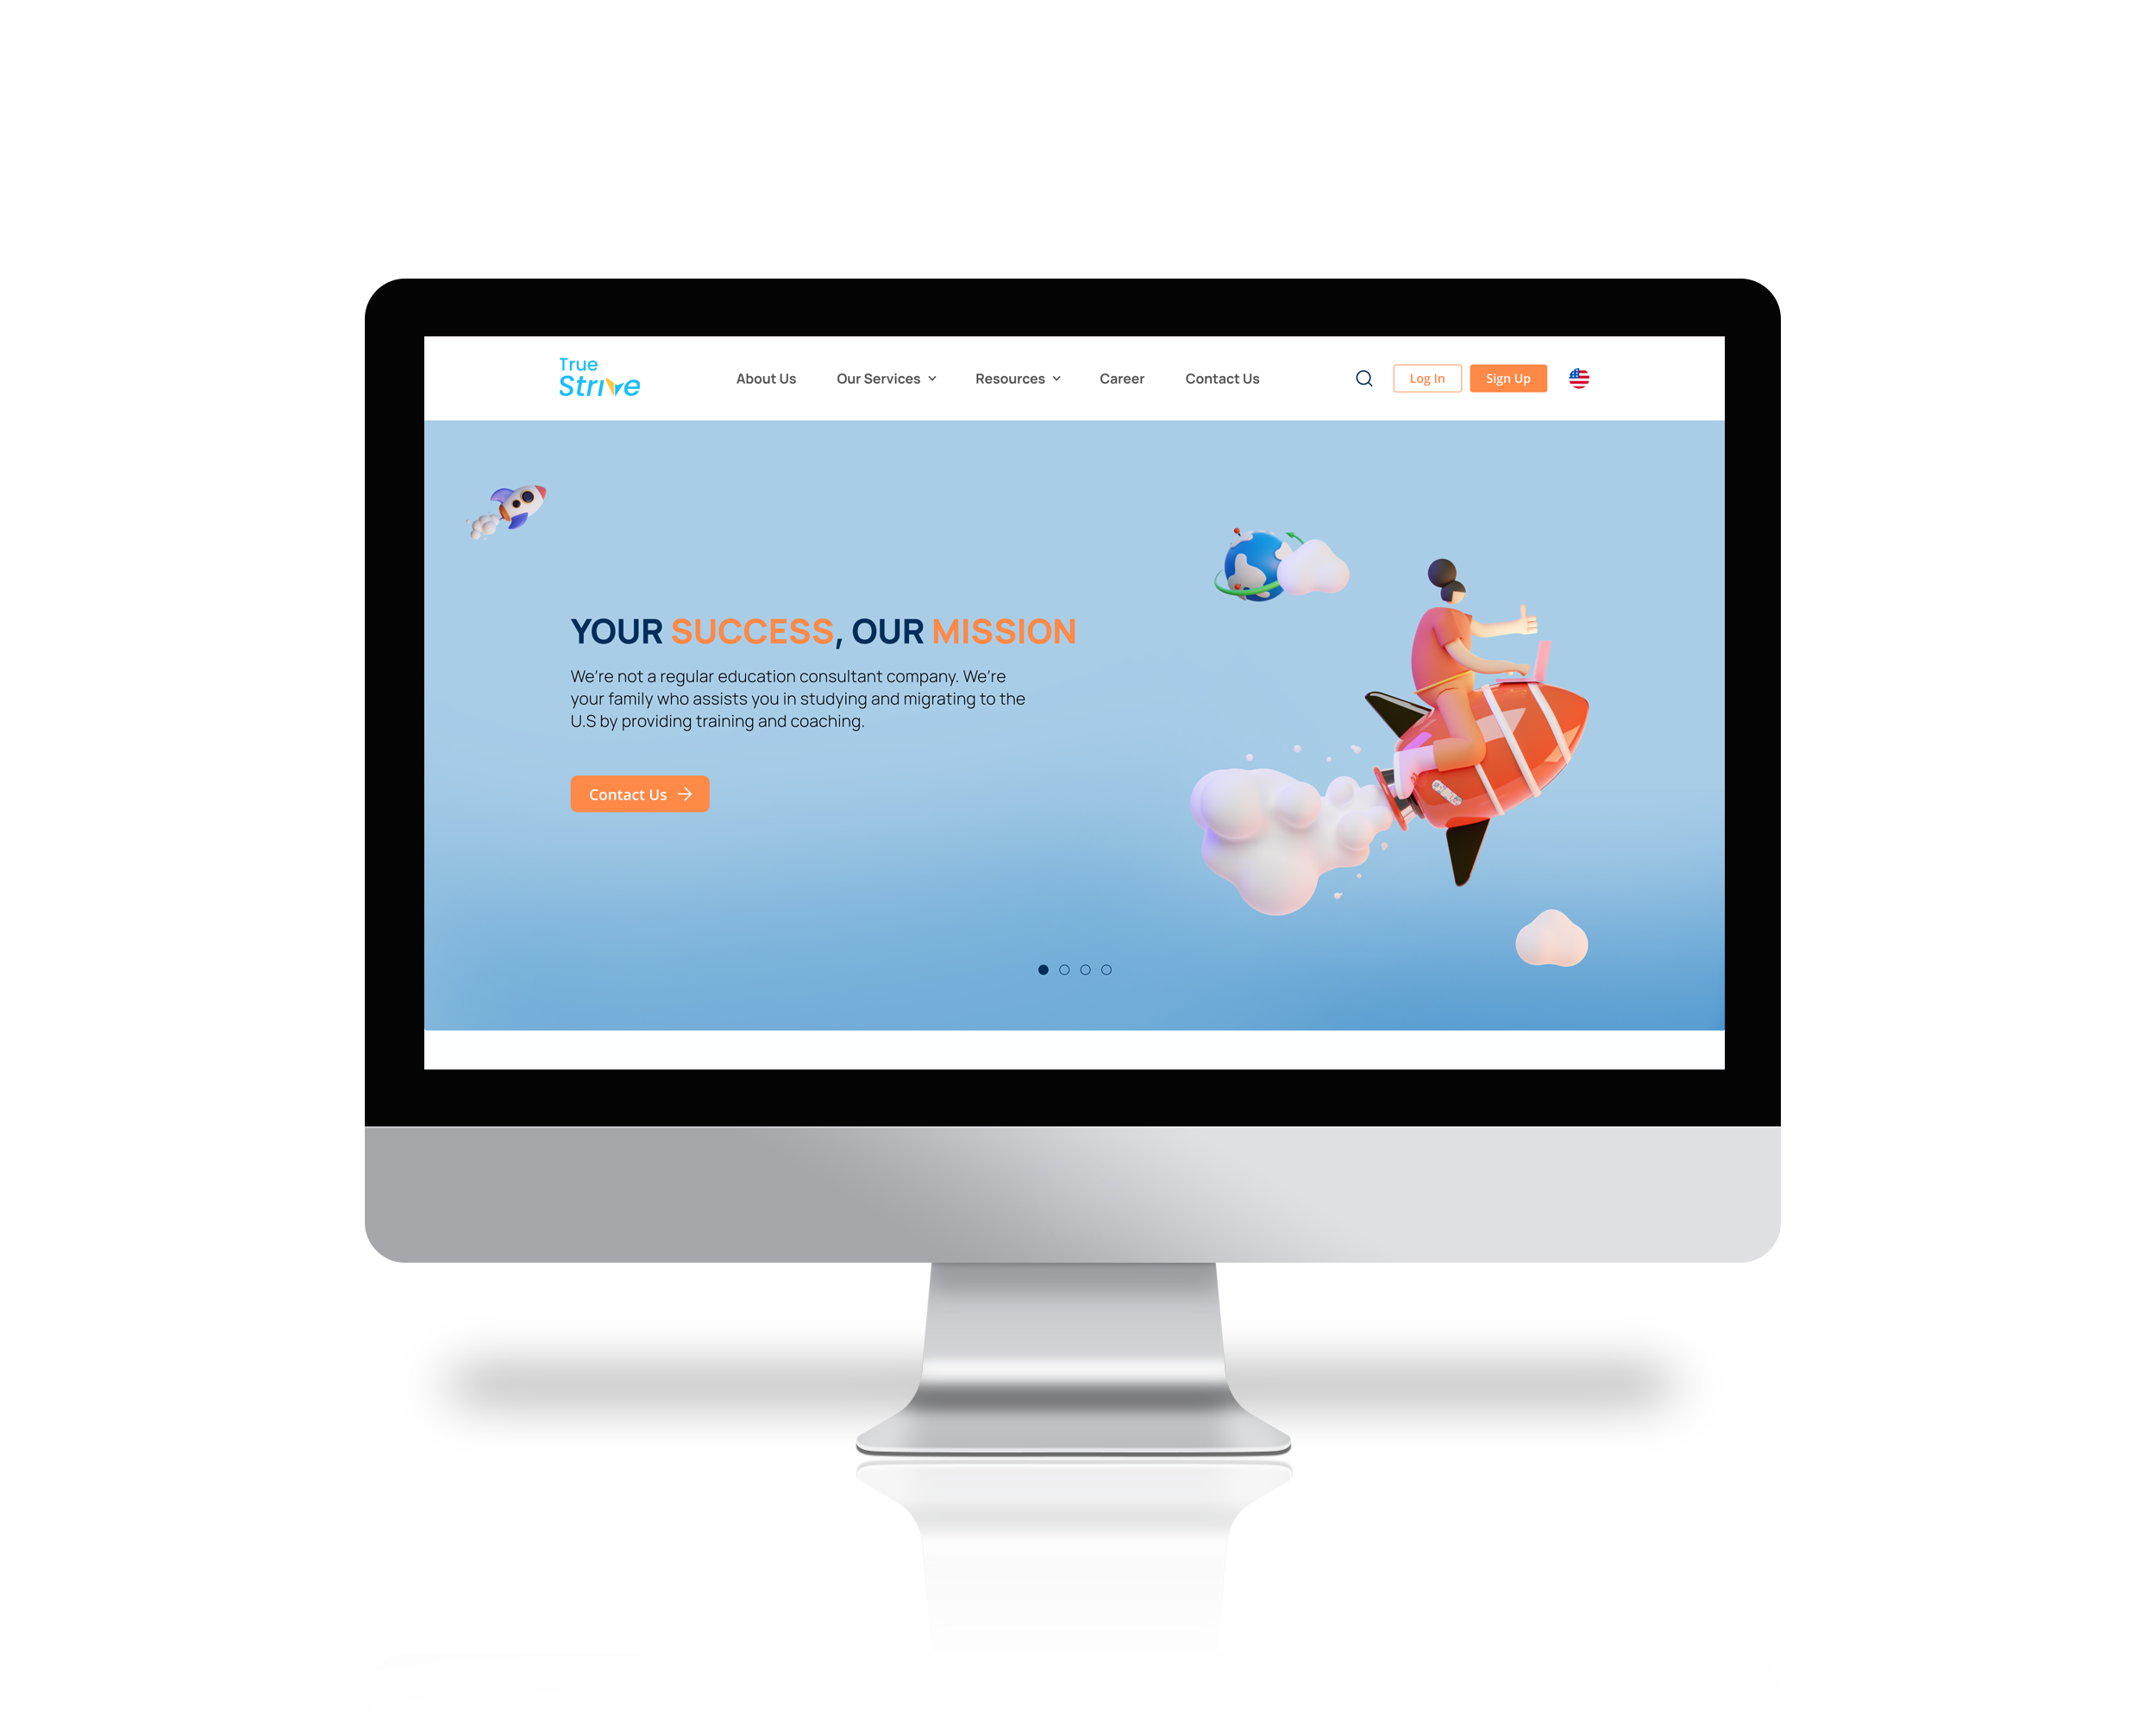 True
Strive
About Us
Our Services
Resources
Career
Contact Us
Log In
Sign Up
YOUR SUCCESS, OUR MISSION
We’re not a regular education consultant company. We’re
your family who assists you in studying and migrating to the
U.S by providing training and coaching.
Contact Us